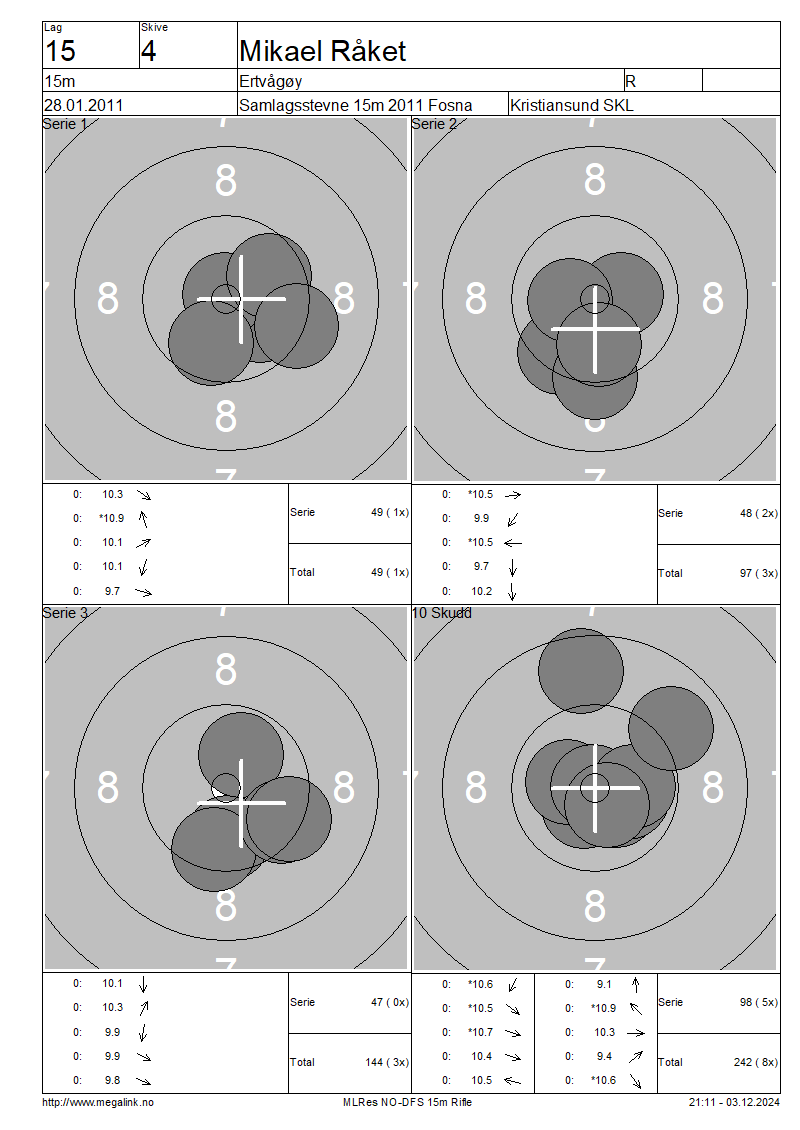 Lag
Skive
15
4
Mikael Råket
15m
Ertvågøy
R
28.01.2011
Samlagsstevne 15m 2011 Fosna
Kristiansund SKL
Serie 1
7
8
7 8 8
8
7
Serie 2
7
8
8 8 7
8
7
0: 10.3
0: *10.9
0: 10.1
0: 10.1
0: 9.7
Serie 49 ( 1x)
Total 49 ( 1x)
0: *10.5
0: 9.9
0: *10.5
0: 9.7
0: 10.2
Serie 48 ( 2x)
Total 97 ( 3x)
Serie 3
7
8
7 8 8
8
7
10 Skudd
7
8 8 7
8
7
0: 10.1
0: 10.3
0: 9.9
0: 9.9
0: 9.8
Serie 47 ( 0x)
Total 144 ( 3x)
0: *10.6
0: *10.5
0: *10.7
0: 10.4
0: 10.5
0: 9.1
0: *10.9
0: 10.3
0: 9.4
0: *10.6
Serie 98 ( 5x)
Total 242 ( 8x)
http://www.megalink.no
MLRes NO-DFS 15m Rifle
21:11 - 03.12.2024